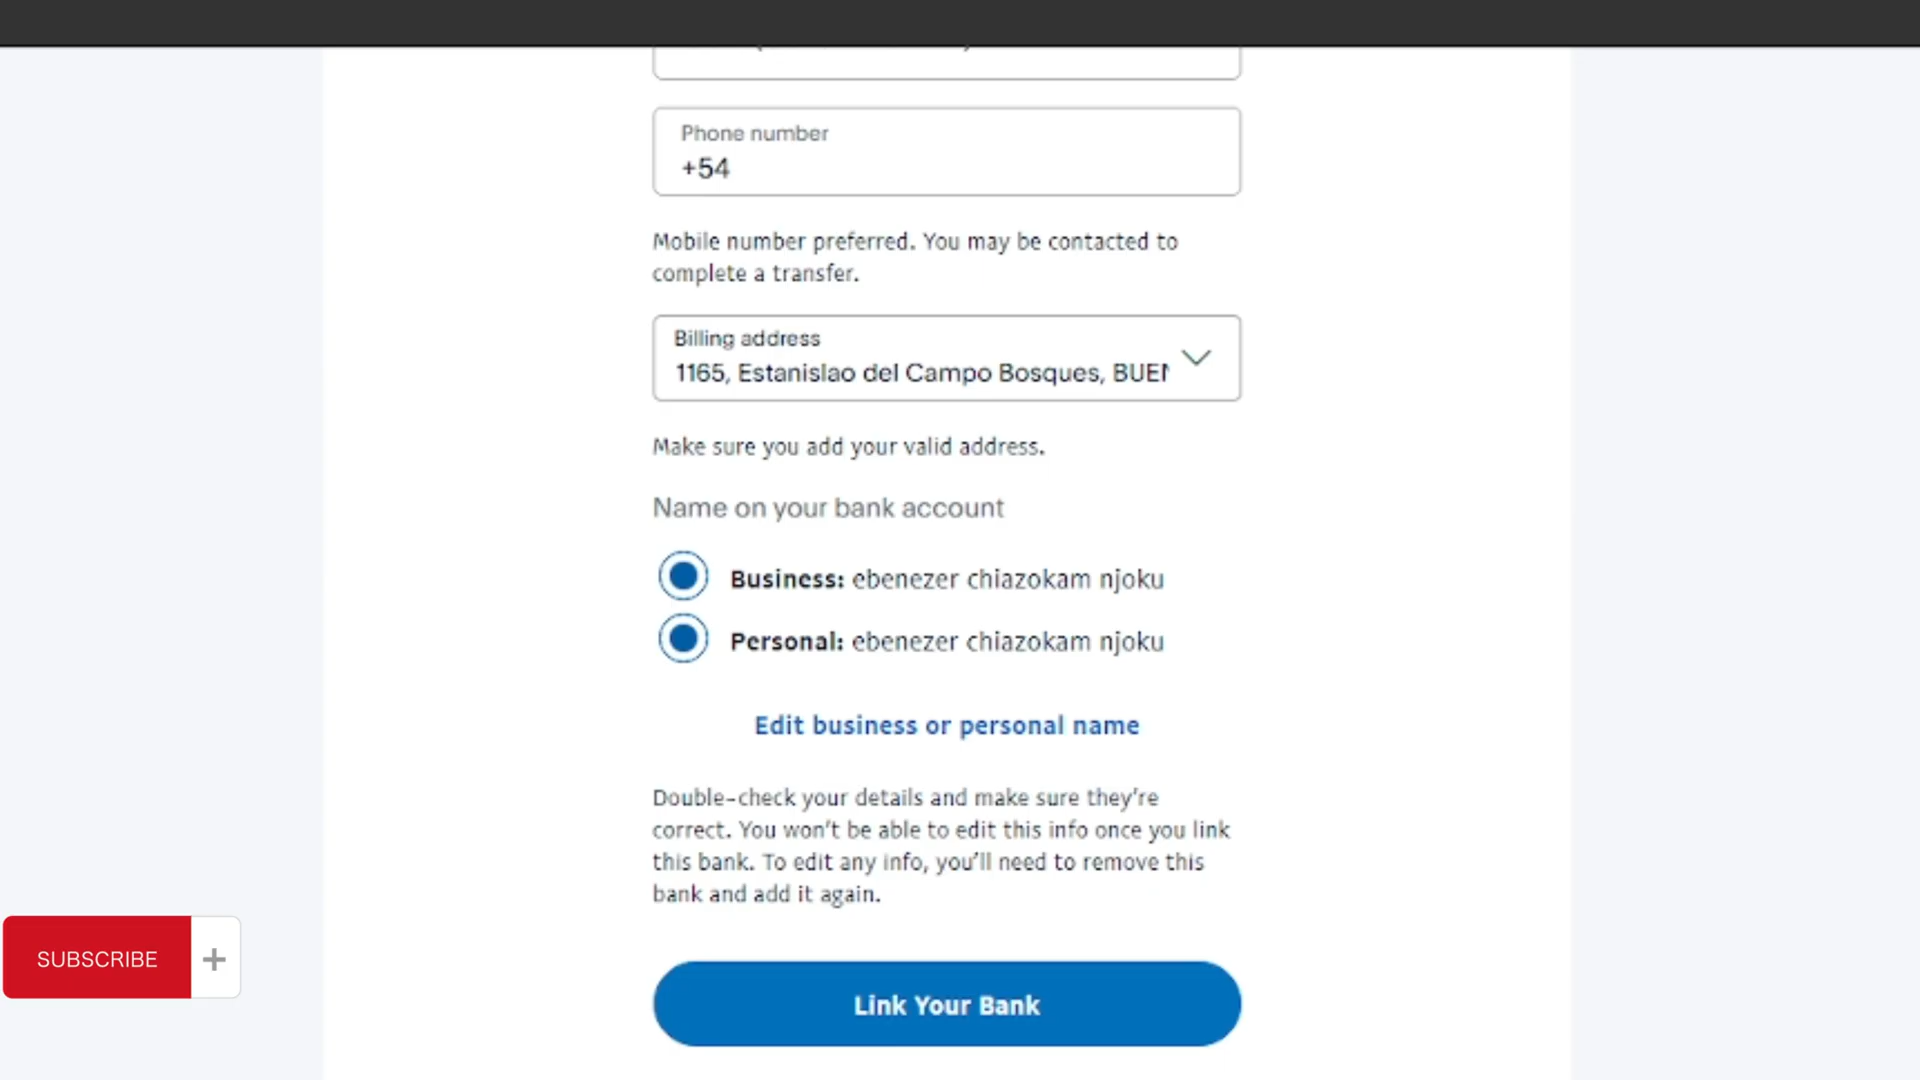 Phone number
+54
Mobile number preferred. You may be contacted to
complete a transfer.
Billing address
1165, Estanislao del Campo Bosques, BUEN
Make sure you add your valid address.
Name on your bank account
Business: ebenezer chiazokam njoku
Personal: ebenezer chiazokam njoku
Edit business or personal name
Double-check your details and make sure they're
correct. You won't be able to edit this info once you link
this bank. To edit any info, you'll need to remove this
bank and add it again.
SUBSCRIBE +
Link Your Bank